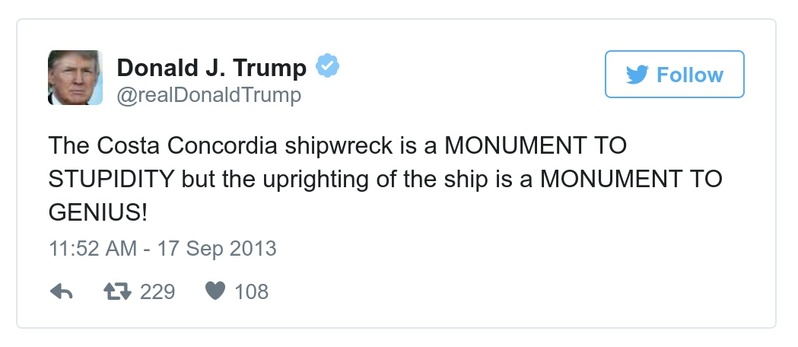 Donald J. Trump
Follow
@realDonaldTrump
The Costa Concordia shipwreck is a MONUMENT TO
STUPIDITY but the uprighting of the ship is a MONUMENT TO
GENIUS!
11:52 AM - 17 Sep 2013
229 108